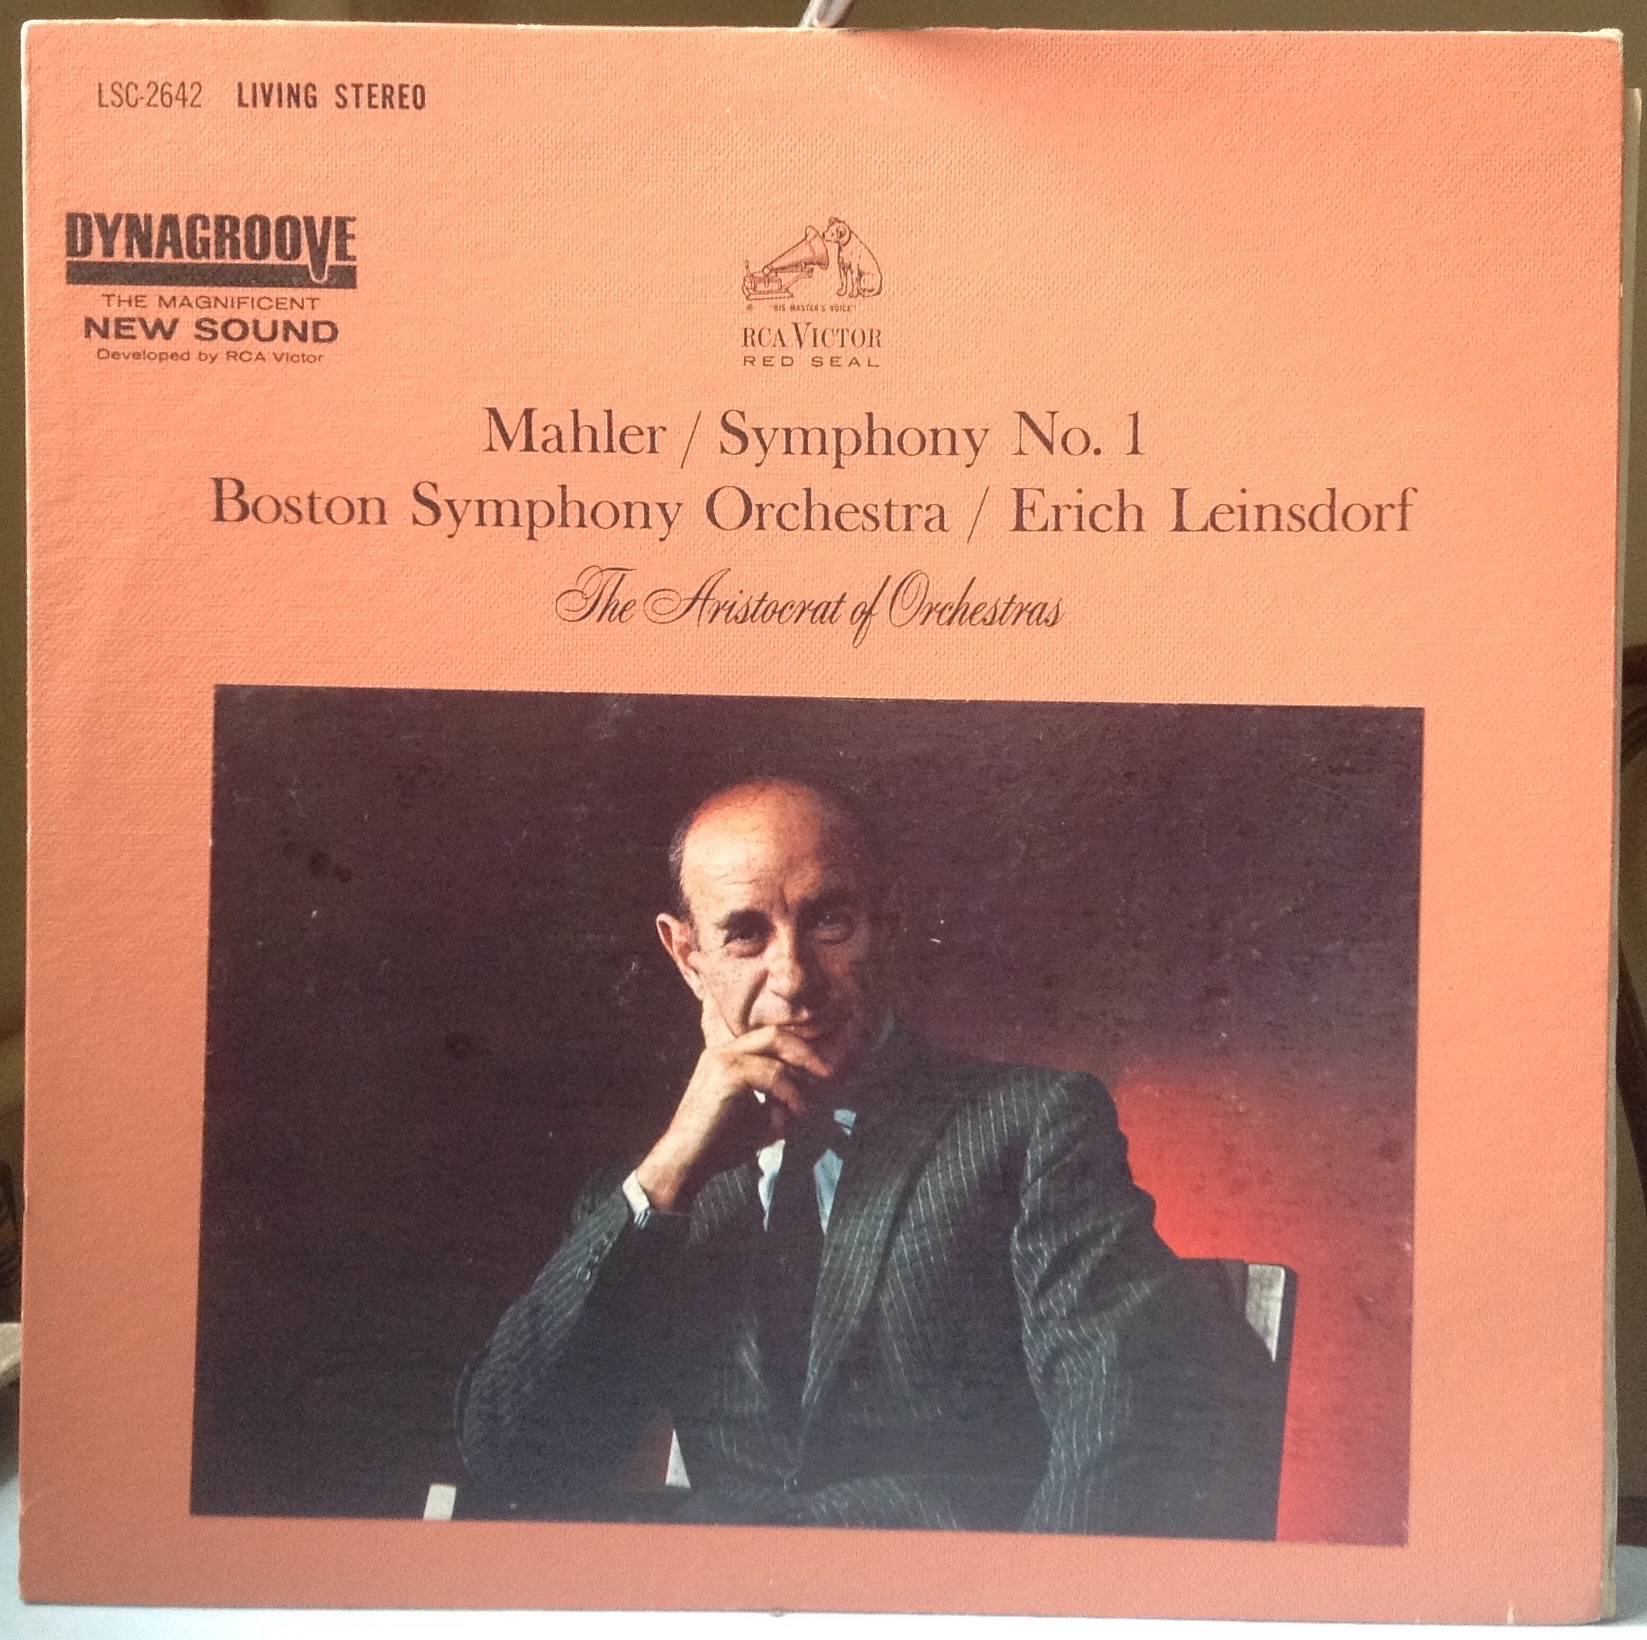 LSC-2642 LIVING STEREO
DYNAGROOVE
THE MAGNIFICENT
NEW SOUND
Developed by RCA Victor
® "HIS MASTER'S VOICE"
RCA VICTOR
RED SEAL
Mahler / Symphony No. 1
Boston Symphony Orchestra / Erich Leinsdorf
The Aristocrat of Orchestras